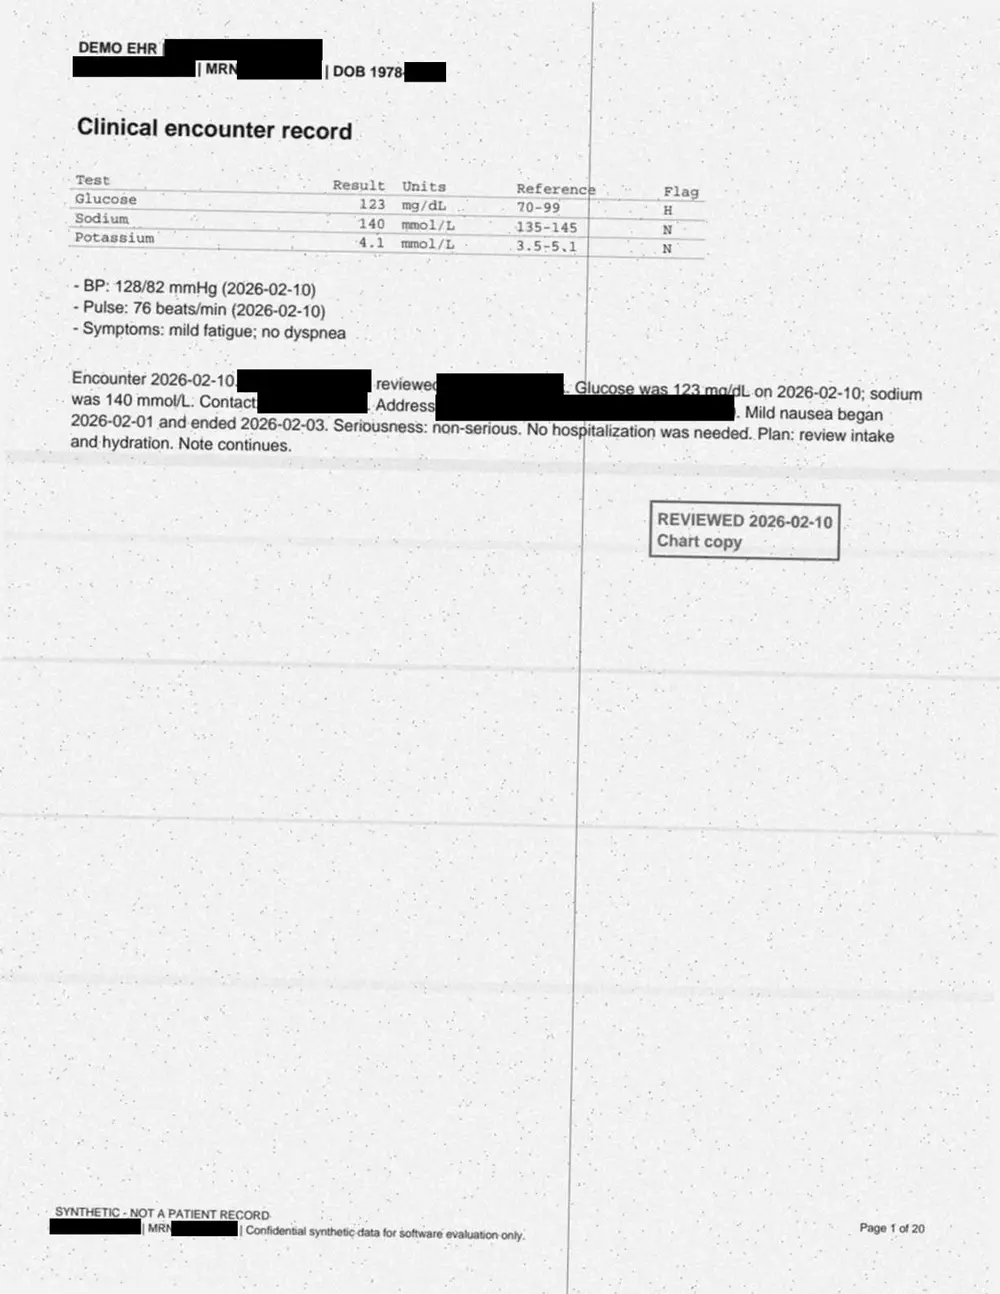 DEMO EHR |
| MRN | DOB 1978-
Clinical encounter record
Test Result Units Reference Flag
Glucose 123 mg/dL 70-99 H
Sodium 140 mmol/L 135-145 N
Potassium 4.1 mmol/L 3.5-5.1 N
- BP: 128/82 mmHg (2026-02-10)
- Pulse: 76 beats/min (2026-02-10)
- Symptoms: mild fatigue; no dyspnea
Encounter 2026-02-10. reviewed . Glucose was 123 mg/dL on 2026-02-10; sodium
was 140 mmol/L. Contact . Address . Mild nausea began
2026-02-01 and ended 2026-02-03. Seriousness: non-serious. No hospitalization was needed. Plan: review intake
and hydration. Note continues.
REVIEWED 2026-02-10
Chart copy
SYNTHETIC - NOT A PATIENT RECORD
| MRN | Confidential synthetic data for software evaluation only.
Page 1 of 20